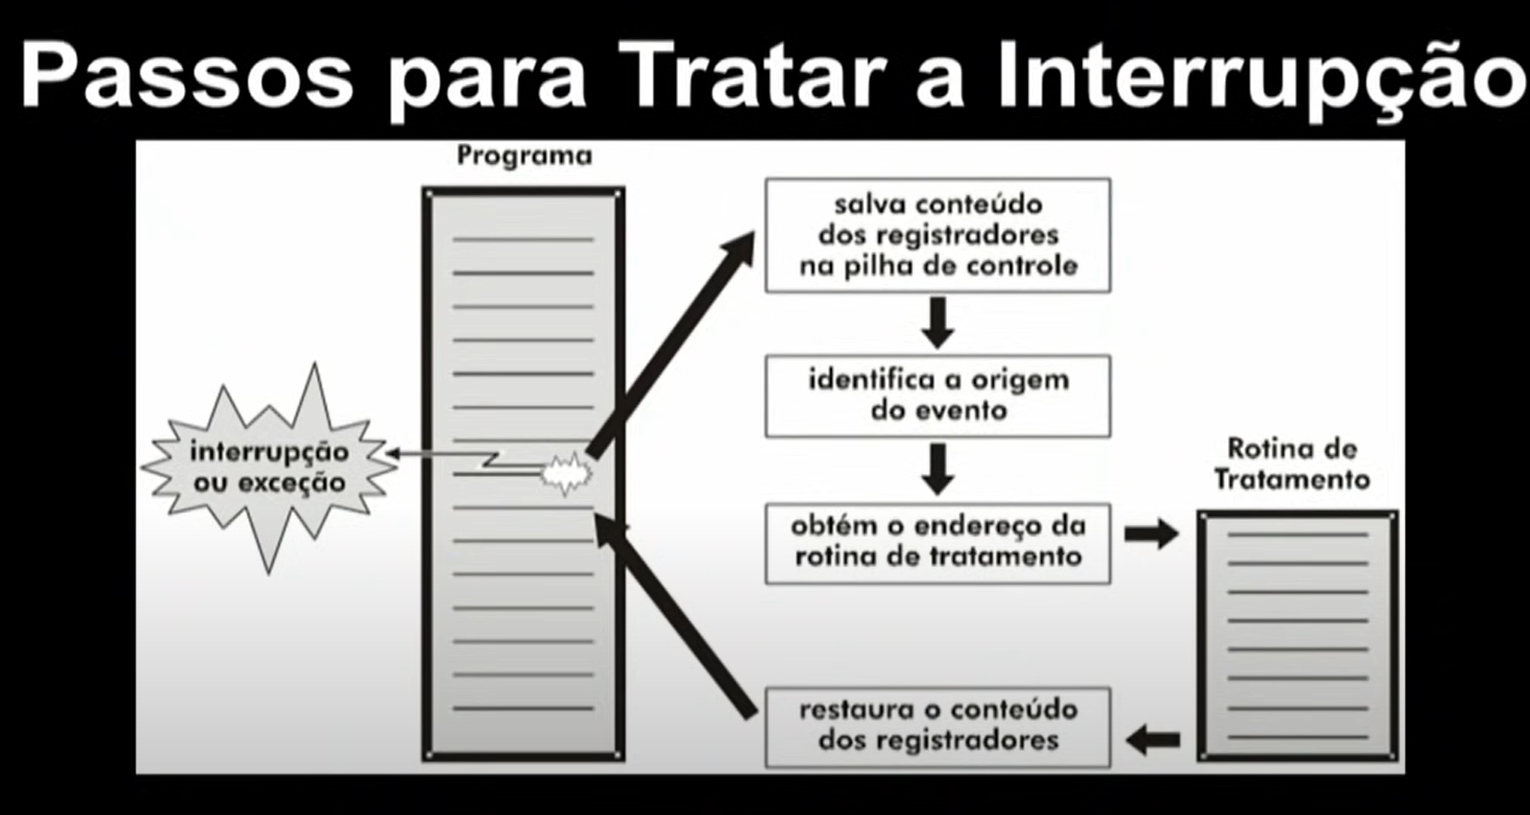 Passos para Tratar a Interrupção
Programa
salva conteúdo
dos registradores
na pilha de controle
identifica a origem
do evento
interrupção
ou exceção
obtém o endereço da
rotina de tratamento
Rotina de
Tratamento
restaura o conteúdo
dos registradores